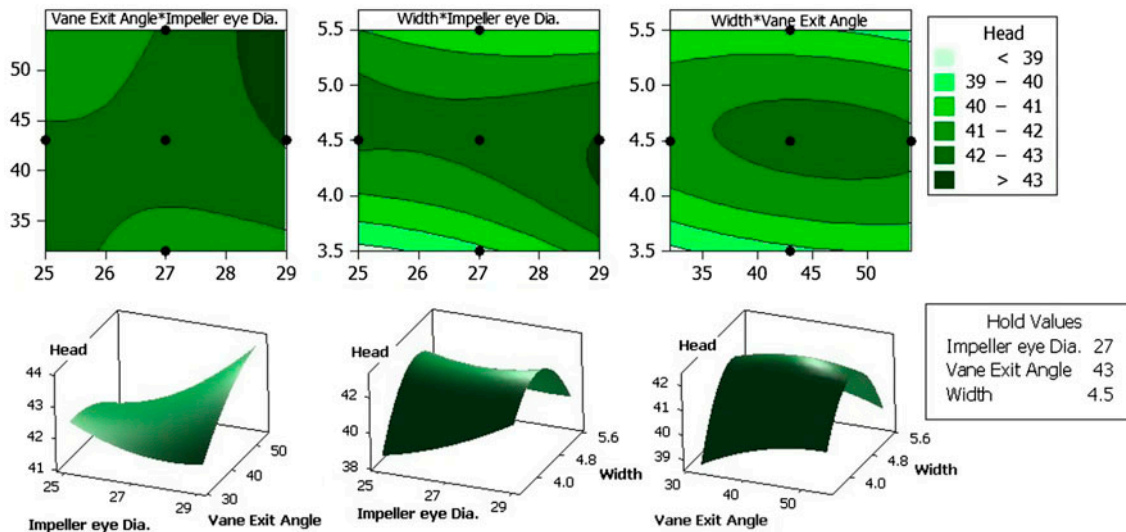 Vane Exit Angle*Impeller eye Dia.
Width*Impeller eye Dia.
Width*Vane Exit Angle
50
45
40
35
25 26 27 28 29
5.5
5.0
4.5
4.0
3.5
25 26 27 28 29
5.5
5.0
4.5
4.0
3.5
35 40 45 50
Head
< 39
39 – 40
40 – 41
41 – 42
42 – 43
> 43
Head
44
43
42
41
25
27
29
30
40
50
Impeller eye Dia.
Vane Exit Angle
Head
42
40
38
25
27
29
4.0
4.8
5.6
Impeller eye Dia.
Width
Head
42
41
40
39
30
40
50
4.0
4.8
5.6
Vane Exit Angle
Width
Hold Values
Impeller eye Dia. 27
Vane Exit Angle 43
Width 4.5